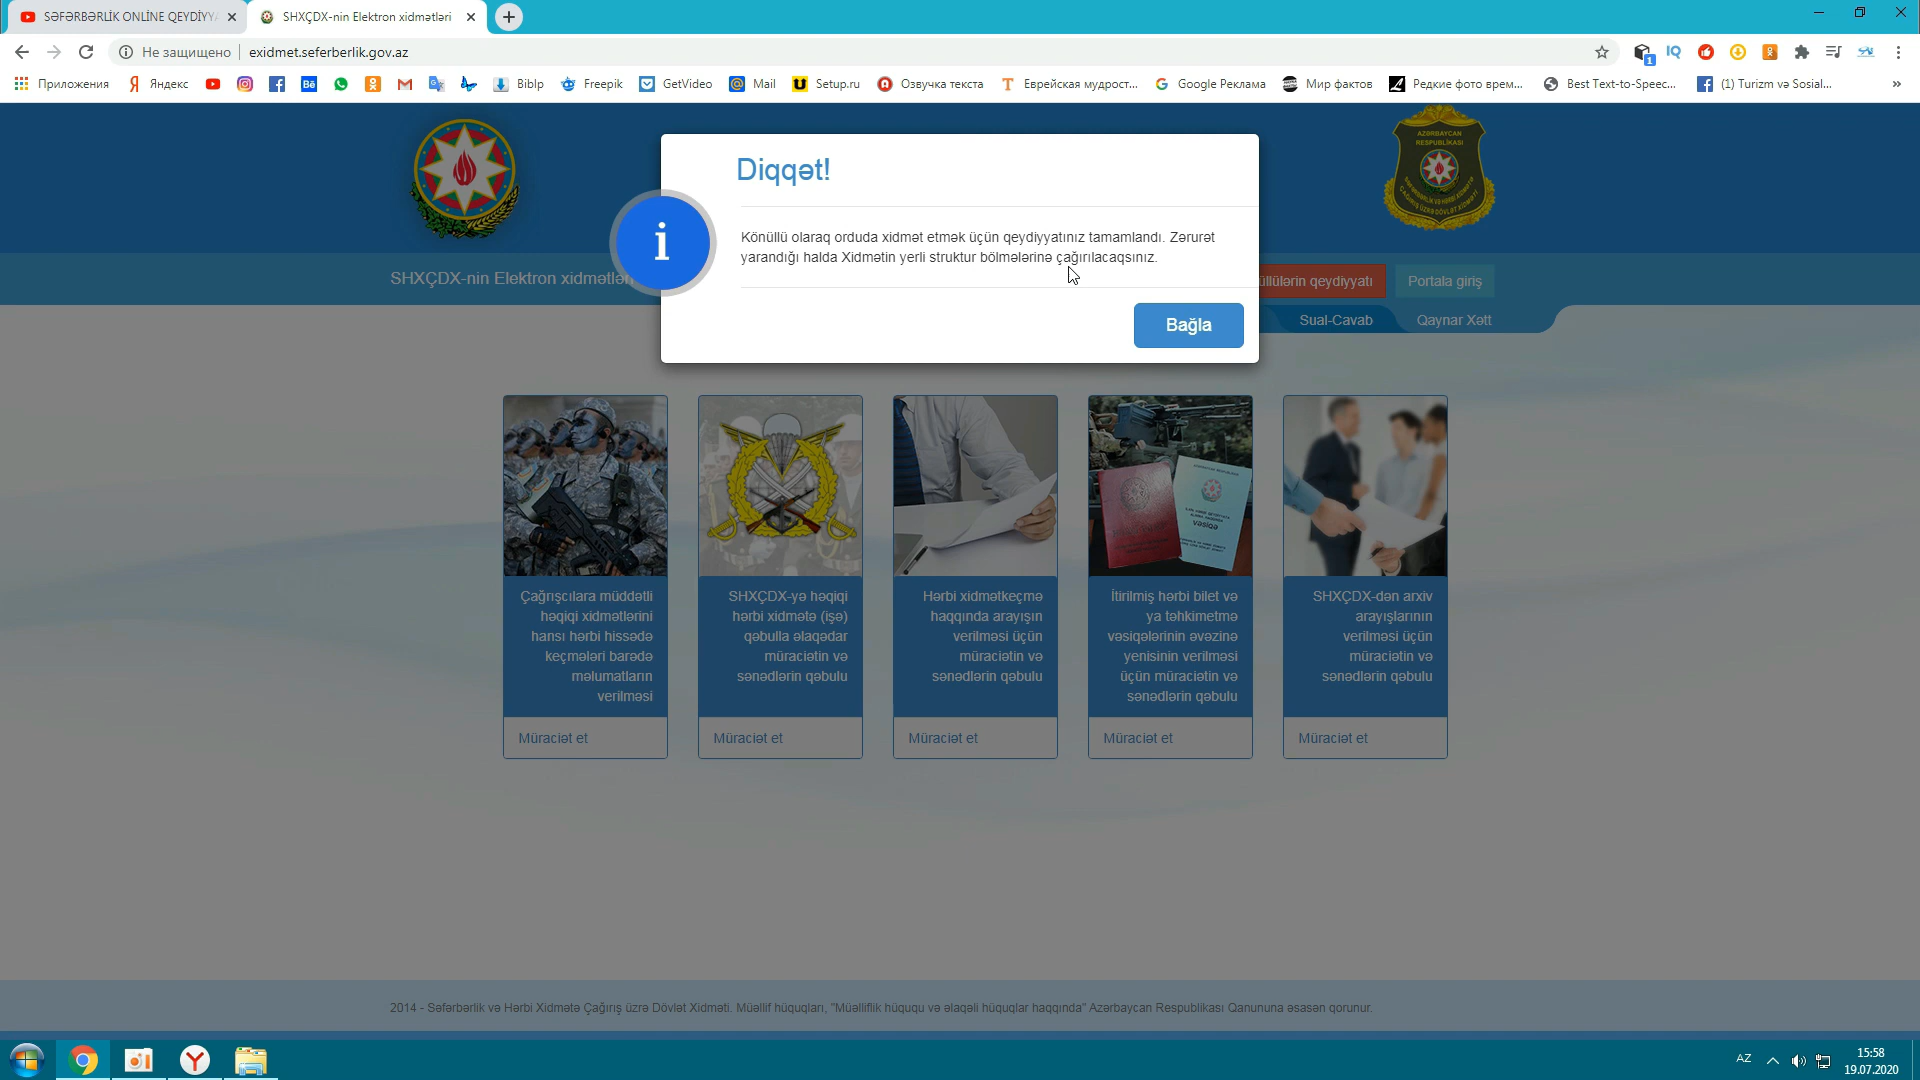 SƏFƏRBƏRLİK ONLİNE QEYDİYYA
SHXÇDX-nin Elektron xidmətləri
Не защищено
exidmet.seferberlik.gov.az
Приложения
Яндекс
Biblp
Freepik
GetVideo
Mail
Setup.ru
Озвучка текста
Еврейская мудрост...
Google Реклама
Мир фактов
Редкие фото врем...
Best Text-to-Speec...
(1) Turizm və Sosial...
AZƏRBAYCAN
RESPUBLİKASI
Diqqət!
Könüllü olaraq orduda xidmət etmək üçün qeydiyyatınız tamamlandı. Zərurət
yarandığı halda Xidmətin yerli struktur bölmələrinə çağırılacaqsınız.
Bağla
SHXÇDX-nin Elektron xidmətləri
üllülərin qeydiyyatı
Portala giriş
Sual-Cavab
Qaynar Xətt
Çağırışçılara müddətli
həqiqi xidmətlərini
hansı hərbi hissədə
keçmələri barədə
məlumatların
verilməsi
Müraciət et
SHXÇDX-yə həqiqi
hərbi xidmətə (işə)
qəbulla əlaqədar
müraciətin və
sənədlərin qəbulu
Müraciət et
Hərbi xidmətkeçmə
haqqında arayışın
verilməsi üçün
müraciətin və
sənədlərin qəbulu
Müraciət et
VƏSİQƏ
İtirilmiş hərbi bilet və
ya təhkimetmə
vəsiqələrinin əvəzinə
yenisinin verilməsi
üçün müraciətin və
sənədlərin qəbulu
Müraciət et
SHXÇDX-dən arxiv
arayışlarının
verilməsi üçün
müraciətin və
sənədlərin qəbulu
Müraciət et
2014 - Səfərbərlik və Hərbi Xidmətə Çağırış üzrə Dövlət Xidməti. Müəllif hüquqları, "Müəlliflik hüququ və əlaqəli hüquqlar haqqında" Azərbaycan Respublikası Qanununa əsasən qorunur.
AZ
15:58
19.07.2020